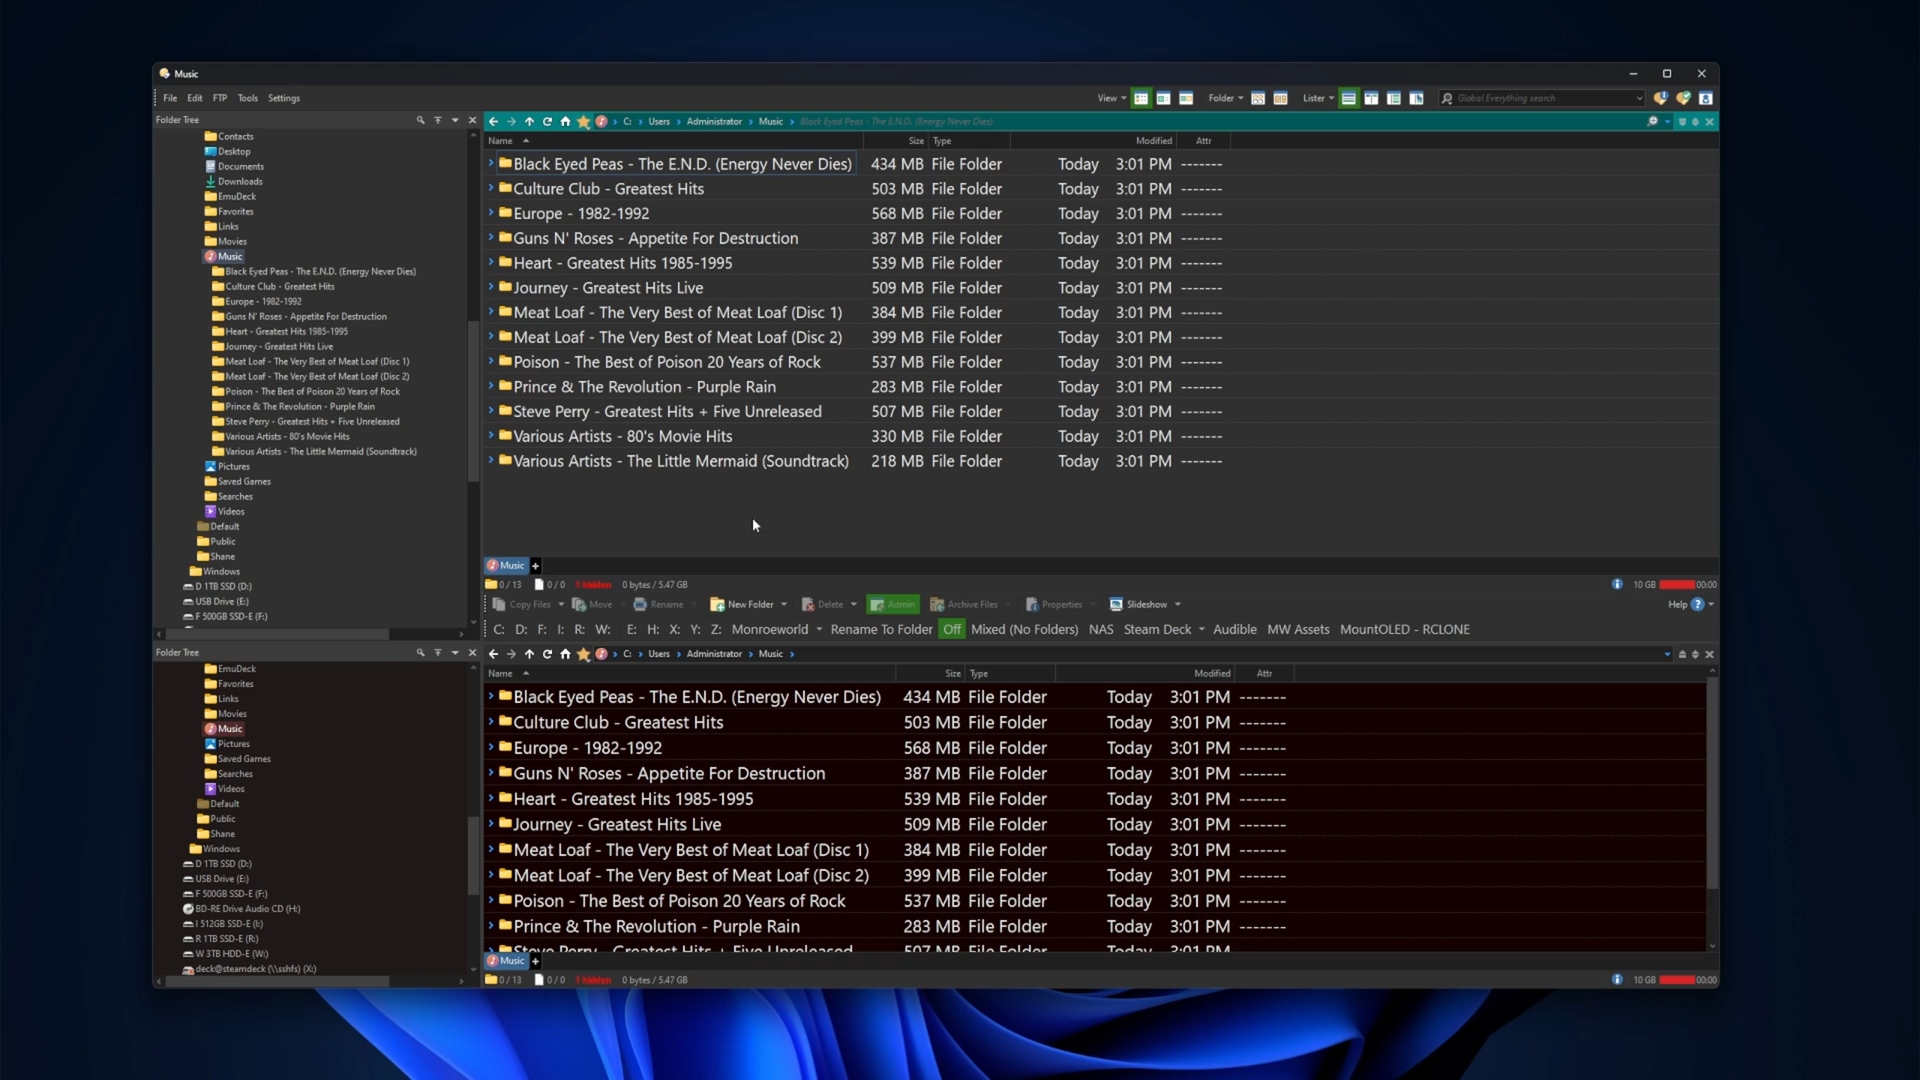 Music
File Edit FTP Tools Settings
View Folder Lister Global Everything search
Folder Tree
Contacts
Desktop
Documents
Downloads
EmuDeck
Favorites
Links
Movies
Music
Black Eyed Peas - The E.N.D. (Energy Never Dies)
Culture Club - Greatest Hits
Europe - 1982-1992
Guns N' Roses - Appetite For Destruction
Heart - Greatest Hits 1985-1995
Journey - Greatest Hits Live
Meat Loaf - The Very Best of Meat Loaf (Disc 1)
Meat Loaf - The Very Best of Meat Loaf (Disc 2)
Poison - The Best of Poison 20 Years of Rock
Prince & The Revolution - Purple Rain
Steve Perry - Greatest Hits + Five Unreleased
Various Artists - 80's Movie Hits
Various Artists - The Little Mermaid (Soundtrack)
Pictures
Saved Games
Searches
Videos
Default
Public
Shane
Windows
D 1TB SSD (D:)
USB Drive (E:)
F 500GB SSD-E (F:)
C: Users Administrator Music Black Eyed Peas - The E.N.D. (Energy Never Dies)
Name Size Type Modified Attr
Black Eyed Peas - The E.N.D. (Energy Never Dies) 434 MB File Folder Today 3:01 PM -------
Culture Club - Greatest Hits 503 MB File Folder Today 3:01 PM -------
Europe - 1982-1992 568 MB File Folder Today 3:01 PM -------
Guns N' Roses - Appetite For Destruction 387 MB File Folder Today 3:01 PM -------
Heart - Greatest Hits 1985-1995 539 MB File Folder Today 3:01 PM -------
Journey - Greatest Hits Live 509 MB File Folder Today 3:01 PM -------
Meat Loaf - The Very Best of Meat Loaf (Disc 1) 384 MB File Folder Today 3:01 PM -------
Meat Loaf - The Very Best of Meat Loaf (Disc 2) 399 MB File Folder Today 3:01 PM -------
Poison - The Best of Poison 20 Years of Rock 537 MB File Folder Today 3:01 PM -------
Prince & The Revolution - Purple Rain 283 MB File Folder Today 3:01 PM -------
Steve Perry - Greatest Hits + Five Unreleased 507 MB File Folder Today 3:01 PM -------
Various Artists - 80's Movie Hits 330 MB File Folder Today 3:01 PM -------
Various Artists - The Little Mermaid (Soundtrack) 218 MB File Folder Today 3:01 PM -------
Music +
0 / 13 0 / 0 1 hidden 0 bytes / 5.47 GB 10 GB 00:00
Copy Files Move Rename New Folder Delete Admin Archive Files Properties Slideshow Help
C: D: F: I: R: W: E: H: X: Y: Z: Monroeworld Rename To Folder Off Mixed (No Folders) NAS Steam Deck Audible MW Assets MountOLED - RCLONE
Folder Tree
EmuDeck
Favorites
Links
Movies
Music
Pictures
Saved Games
Searches
Videos
Default
Public
Shane
Windows
D 1TB SSD (D:)
USB Drive (E:)
F 500GB SSD-E (F:)
BD-RE Drive Audio CD (H:)
I 512GB SSD-E (I:)
R 1TB SSD-E (R:)
W 3TB HDD-E (W:)
deck@steamdeck (\\sshfs) (X:)
C: Users Administrator Music
Name Size Type Modified Attr
Black Eyed Peas - The E.N.D. (Energy Never Dies) 434 MB File Folder Today 3:01 PM -------
Culture Club - Greatest Hits 503 MB File Folder Today 3:01 PM -------
Europe - 1982-1992 568 MB File Folder Today 3:01 PM -------
Guns N' Roses - Appetite For Destruction 387 MB File Folder Today 3:01 PM -------
Heart - Greatest Hits 1985-1995 539 MB File Folder Today 3:01 PM -------
Journey - Greatest Hits Live 509 MB File Folder Today 3:01 PM -------
Meat Loaf - The Very Best of Meat Loaf (Disc 1) 384 MB File Folder Today 3:01 PM -------
Meat Loaf - The Very Best of Meat Loaf (Disc 2) 399 MB File Folder Today 3:01 PM -------
Poison - The Best of Poison 20 Years of Rock 537 MB File Folder Today 3:01 PM -------
Prince & The Revolution - Purple Rain 283 MB File Folder Today 3:01 PM -------
Steve Perry - Greatest Hits + Five Unreleased 507 MB File Folder Today 3:01 PM
Music +
0 / 13 0 / 0 1 hidden 0 bytes / 5.47 GB 10 GB 00:00